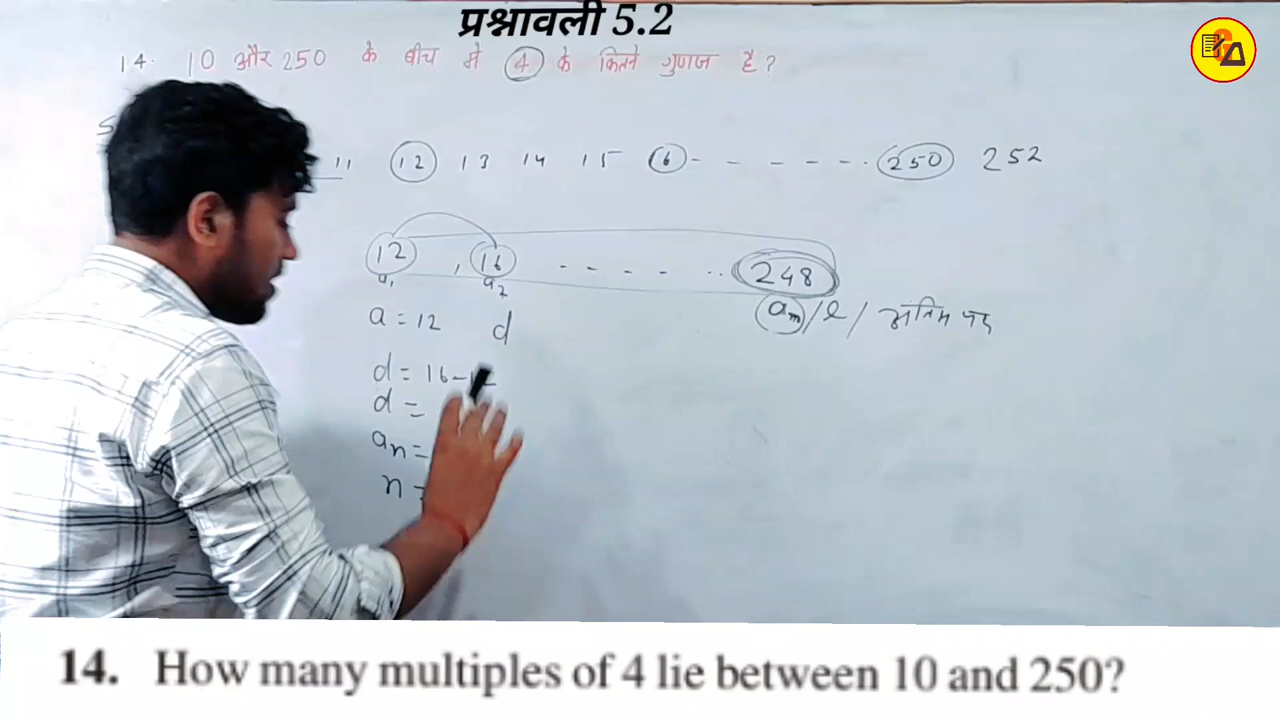 प्रश्नावली 5.2
14. 10 और 250 के बीच में 4 के कितने गुणज है ?
11 12 13 14 15 16 - - - - - - 250 252
12 , 16 - - - - .. 248
a₁ a₂
aₙ / l / अंतिम पद
a = 12 d
d = 16 -
d =
aₙ =
n =
14. How many multiples of 4 lie between 10 and 250?